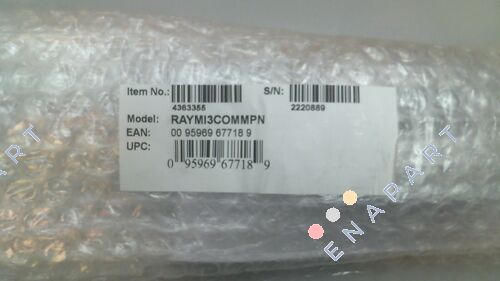 Item No.: S/N:
4363355 2220889
Model: RAYMI3COMMPN
EAN: 00 95969 67718 9
UPC:
0 95969 67718 9
ENAPART